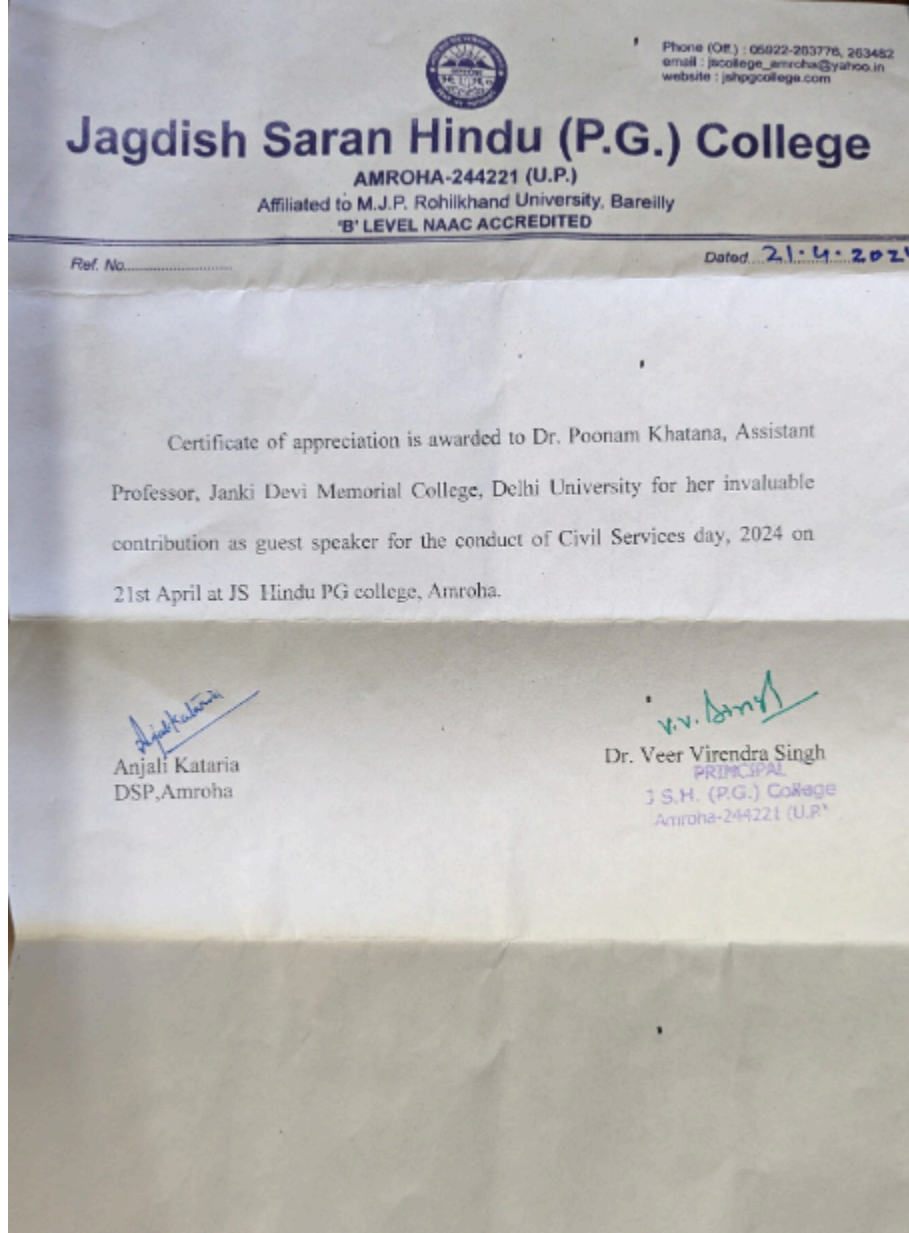 Phone (Off.) : 05922-263776, 263482
email : jscollege_amroha@yahoo.in
website : jshpgcollege.com
Jagdish Saran Hindu (P.G.) College
AMROHA-244221 (U.P.)
Affiliated to M.J.P. Rohilkhand University, Bareilly
'B' LEVEL NAAC ACCREDITED
Ref. No.............................
Dated...21.4.202
Certificate of appreciation is awarded to Dr. Poonam Khatana, Assistant
Professor, Janki Devi Memorial College, Delhi University for her invaluable
contribution as guest speaker for the conduct of Civil Services day, 2024 on
21st April at JS Hindu PG college, Amroha.
Anjali Kataria
V.V. Singh
Anjali Kataria
DSP,Amroha
Dr. Veer Virendra Singh
PRINCIPAL
J S.H. (P.G.) College
Amroha-244221 (U.P.